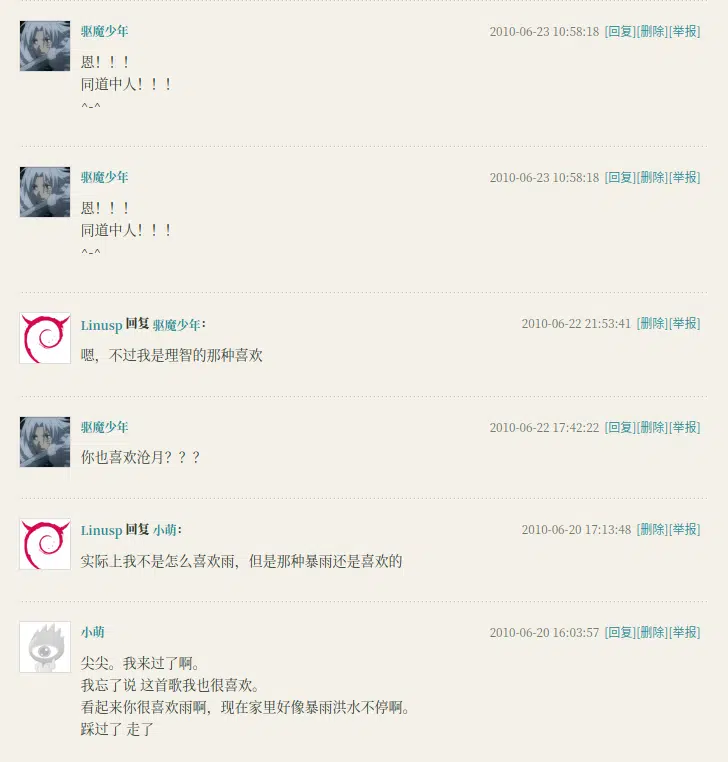 驱魔少年 2010-06-23 10:58:18 [回复][删除][举报]
恩！！！
同道中人！！！
^-^
驱魔少年 2010-06-23 10:58:18 [回复][删除][举报]
恩！！！
同道中人！！！
^-^
Linusp 回复 驱魔少年： 2010-06-22 21:53:41 [删除][举报]
嗯，不过我是理智的那种喜欢
驱魔少年 2010-06-22 17:42:22 [回复][删除][举报]
你也喜欢沧月？？？
Linusp 回复 小萌： 2010-06-20 17:13:48 [删除][举报]
实际上我不是怎么喜欢雨，但是那种暴雨还是喜欢的
小萌 2010-06-20 16:03:57 [回复][删除][举报]
尖尖。我来过了啊。
我忘了说 这首歌我也很喜欢。
看起来你很喜欢雨啊，现在家里好像暴雨洪水不停啊。
踩过了 走了